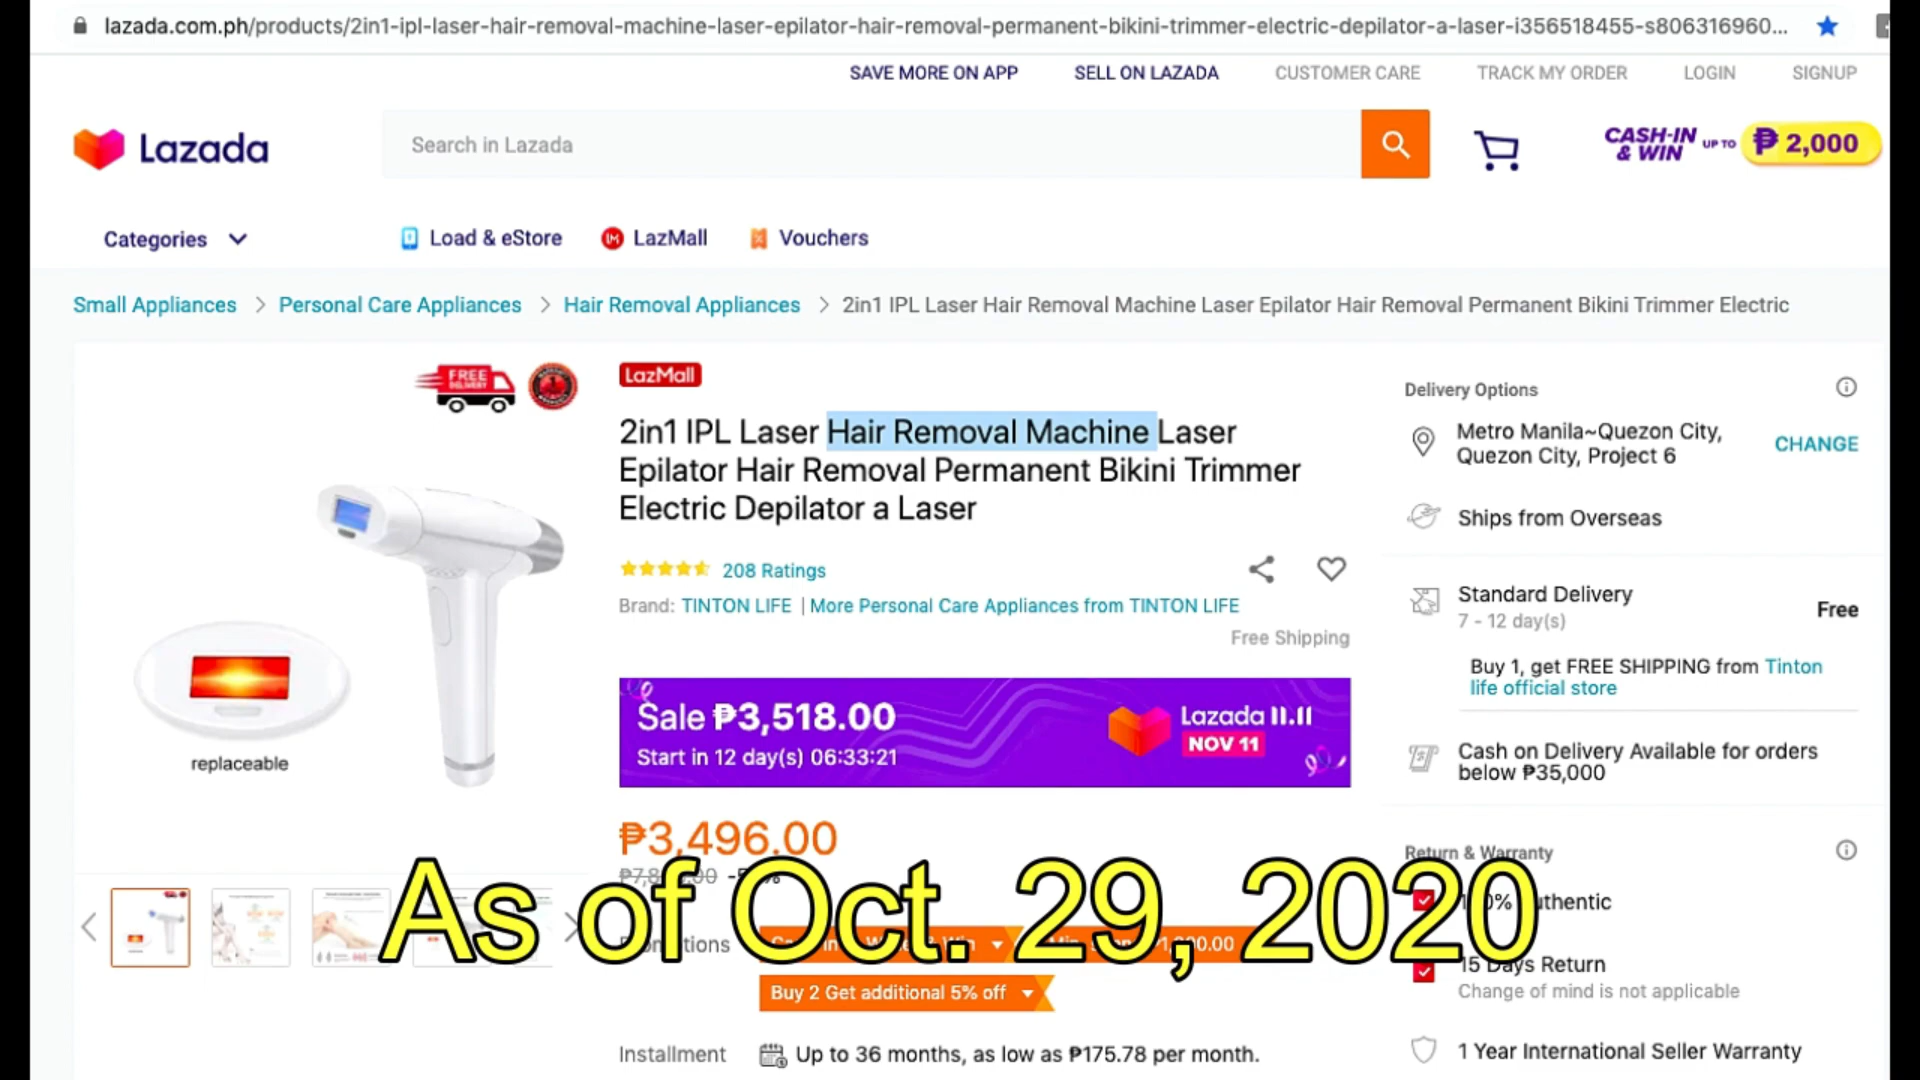 lazada.com.ph/products/2in1-ipl-laser-hair-removal-machine-laser-epilator-hair-removal-permanent-bikini-trimmer-electric-depilator-a-laser-i356518455-s806316960...
SAVE MORE ON APP
SELL ON LAZADA
CUSTOMER CARE
TRACK MY ORDER
LOGIN
SIGNUP
Lazada
Search in Lazada
CASH-IN & WIN UP TO ₱ 2,000
Categories
Load & eStore
LazMall
Vouchers
Small Appliances > Personal Care Appliances > Hair Removal Appliances > 2in1 IPL Laser Hair Removal Machine Laser Epilator Hair Removal Permanent Bikini Trimmer Electric
FREE DELIVERY
replaceable
LazMall
2in1 IPL Laser Hair Removal Machine Laser
Epilator Hair Removal Permanent Bikini Trimmer
Electric Depilator a Laser
208 Ratings
Brand: TINTON LIFE | More Personal Care Appliances from TINTON LIFE
Free Shipping
Sale ₱3,518.00
Start in 12 day(s) 06:33:21
Lazada 11.11
NOV 11
₱3,496.00
As of Oct. 29, 2020
Buy 2 Get additional 5% off
Installment
Up to 36 months, as low as ₱175.78 per month.
Delivery Options
Metro Manila~Quezon City,
Quezon City, Project 6
CHANGE
Ships from Overseas
Standard Delivery
Free
7 - 12 day(s)
Buy 1, get FREE SHIPPING from Tinton
life official store
Cash on Delivery Available for orders
below ₱35,000
Return & Warranty
15 Days Return
Change of mind is not applicable
1 Year International Seller Warranty